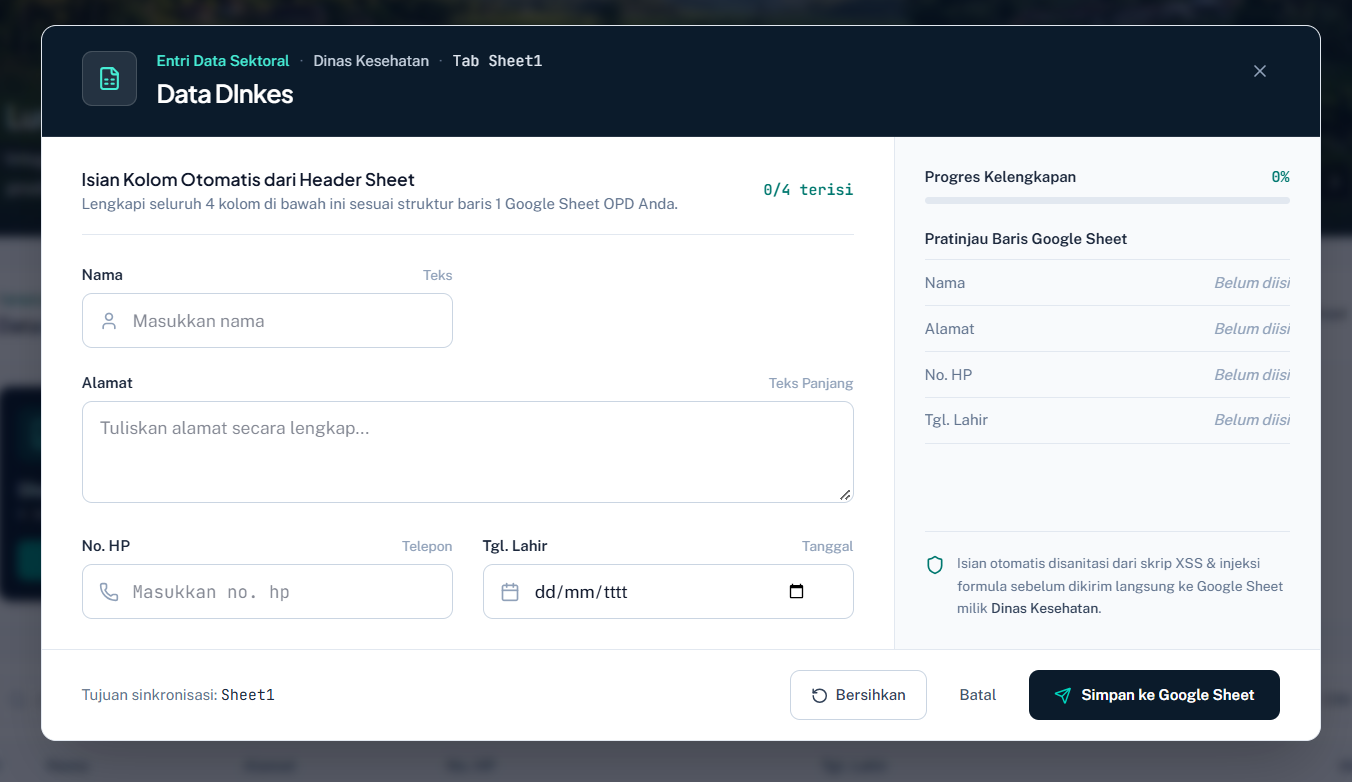 Entri Data Sektoral · Dinas Kesehatan · Tab Sheet1
Data DInkes
Isian Kolom Otomatis dari Header Sheet
Lengkapi seluruh 4 kolom di bawah ini sesuai struktur baris 1 Google Sheet OPD Anda.
0/4 terisi
Nama Teks
Masukkan nama
Alamat Teks Panjang
Tuliskan alamat secara lengkap...
No. HP Telepon
Masukkan no. hp
Tgl. Lahir Tanggal
dd/mm/tttt
Progres Kelengkapan 0%
Pratinjau Baris Google Sheet
Nama Belum diisi
Alamat Belum diisi
No. HP Belum diisi
Tgl. Lahir Belum diisi
Isian otomatis disanitasi dari skrip XSS & injeksi
formula sebelum dikirim langsung ke Google Sheet
milik Dinas Kesehatan.
Tujuan sinkronisasi: Sheet1
Bersihkan
Batal
Simpan ke Google Sheet